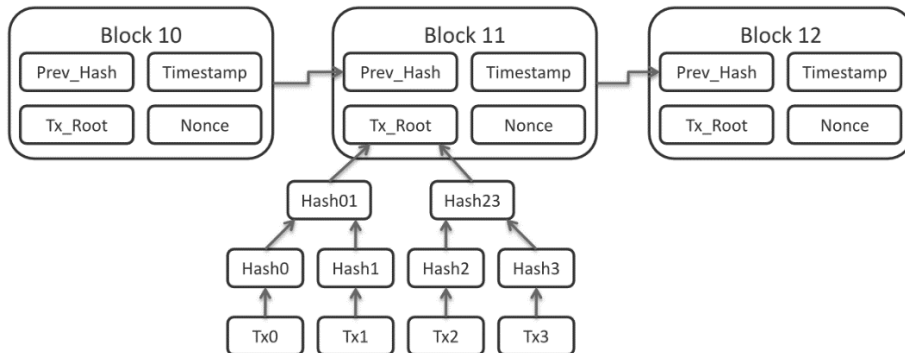 Block 10
Block 11
Block 12
Prev_Hash
Timestamp
Prev_Hash
Timestamp
Prev_Hash
Timestamp
Tx_Root
Nonce
Tx_Root
Nonce
Tx_Root
Nonce
Hash01
Hash23
Hash0
Hash1
Hash2
Hash3
Tx0
Tx1
Tx2
Tx3